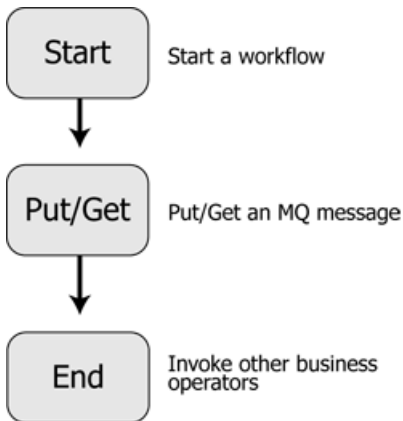 Start
Start a workflow
Put/Get
Put/Get an MQ message
End
Invoke other business
operators